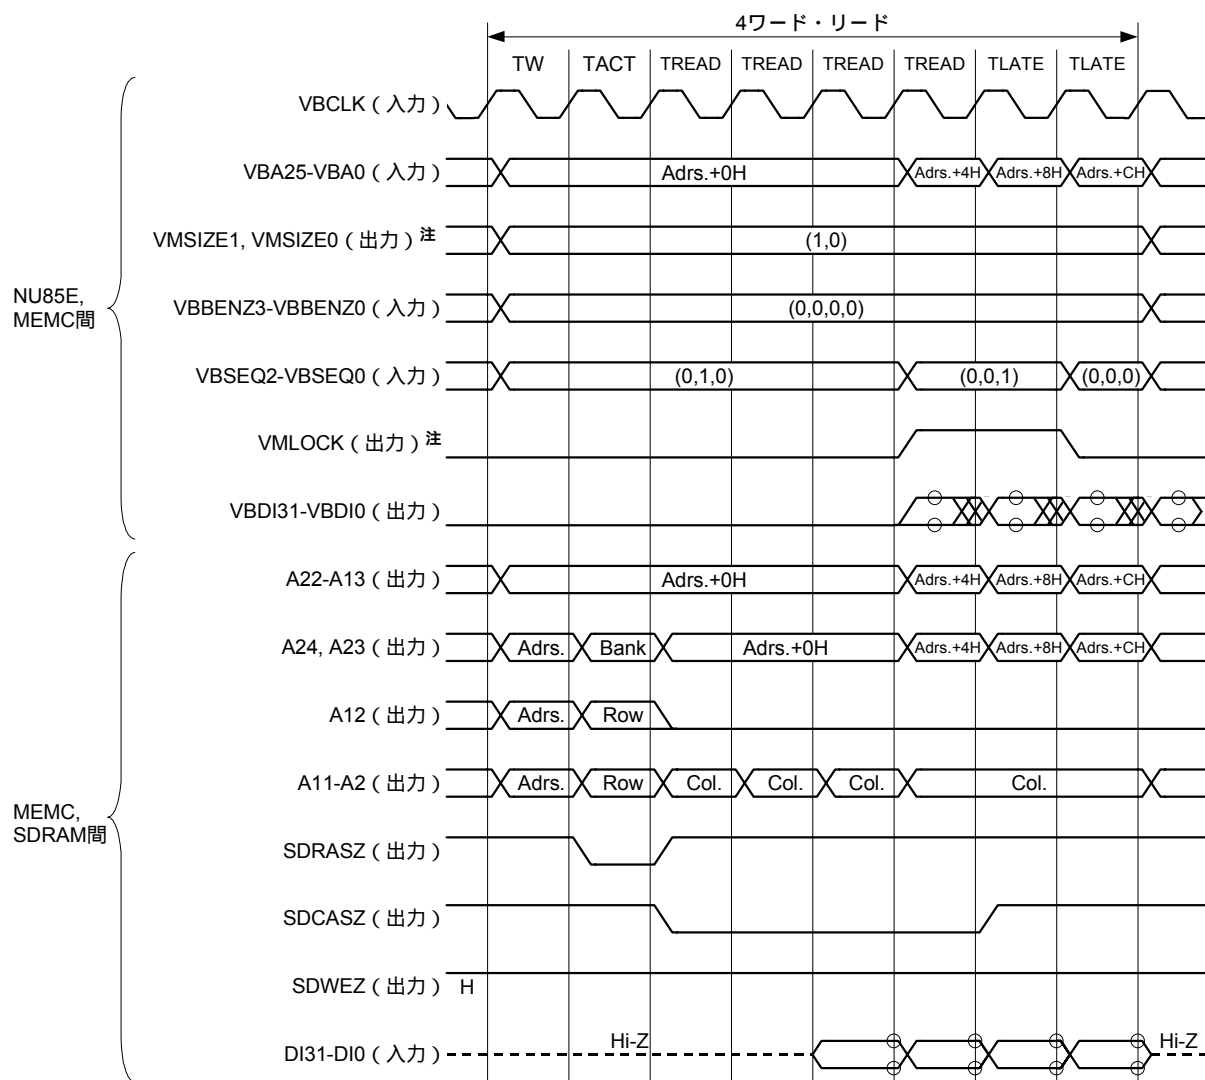 4ワード・リード
TW TACT TREAD TREAD TREAD TREAD TLATE TLATE
VBCLK（入力）
VBA25-VBA0（入力） Adrs.+0H Adrs.+4H Adrs.+8H Adrs.+CH
VMSIZE1, VMSIZE0（出力）注 (1,0)
NU85E,
MEMC間
VBBENZ3-VBBENZ0（入力） (0,0,0,0)
VBSEQ2-VBSEQ0（入力） (0,1,0) (0,0,1) (0,0,0)
VMLOCK（出力）注
VBDI31-VBDI0（出力）
A22-A13（出力） Adrs.+0H Adrs.+4H Adrs.+8H Adrs.+CH
A24, A23（出力） Adrs. Bank Adrs.+0H Adrs.+4H Adrs.+8H Adrs.+CH
A12（出力） Adrs. Row
A11-A2（出力） Adrs. Row Col. Col. Col. Col.
MEMC,
SDRAM間
SDRASZ（出力）
SDCASZ（出力）
SDWEZ（出力） H
DI31-DI0（入力） Hi-Z Hi-Z